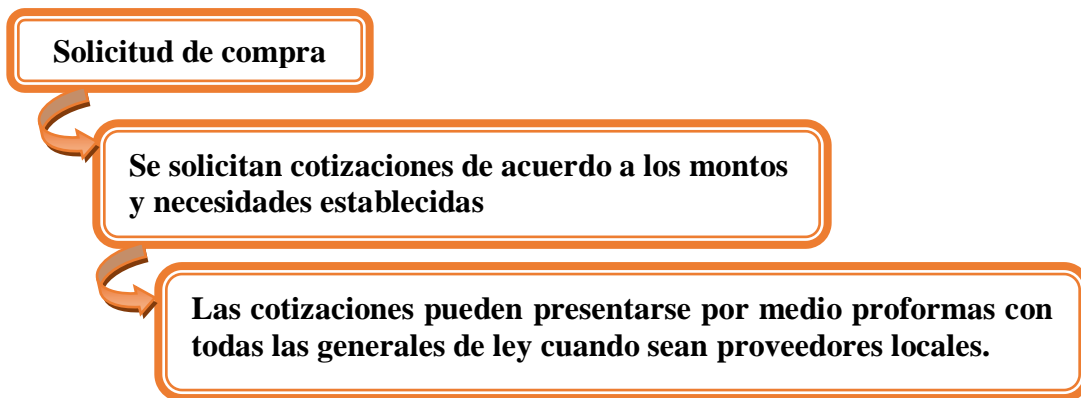 Solicitud de compra
Se solicitan cotizaciones de acuerdo a los montos
y necesidades establecidas
Las cotizaciones pueden presentarse por medio proformas con
todas las generales de ley cuando sean proveedores locales.